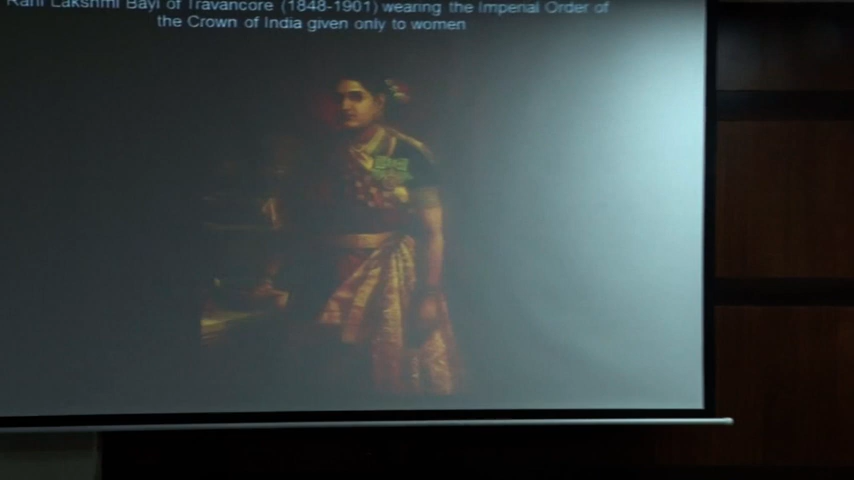 Rani Lakshmi Bayi of Travancore (1848-1901) wearing the Imperial Order of
the Crown of India given only to women